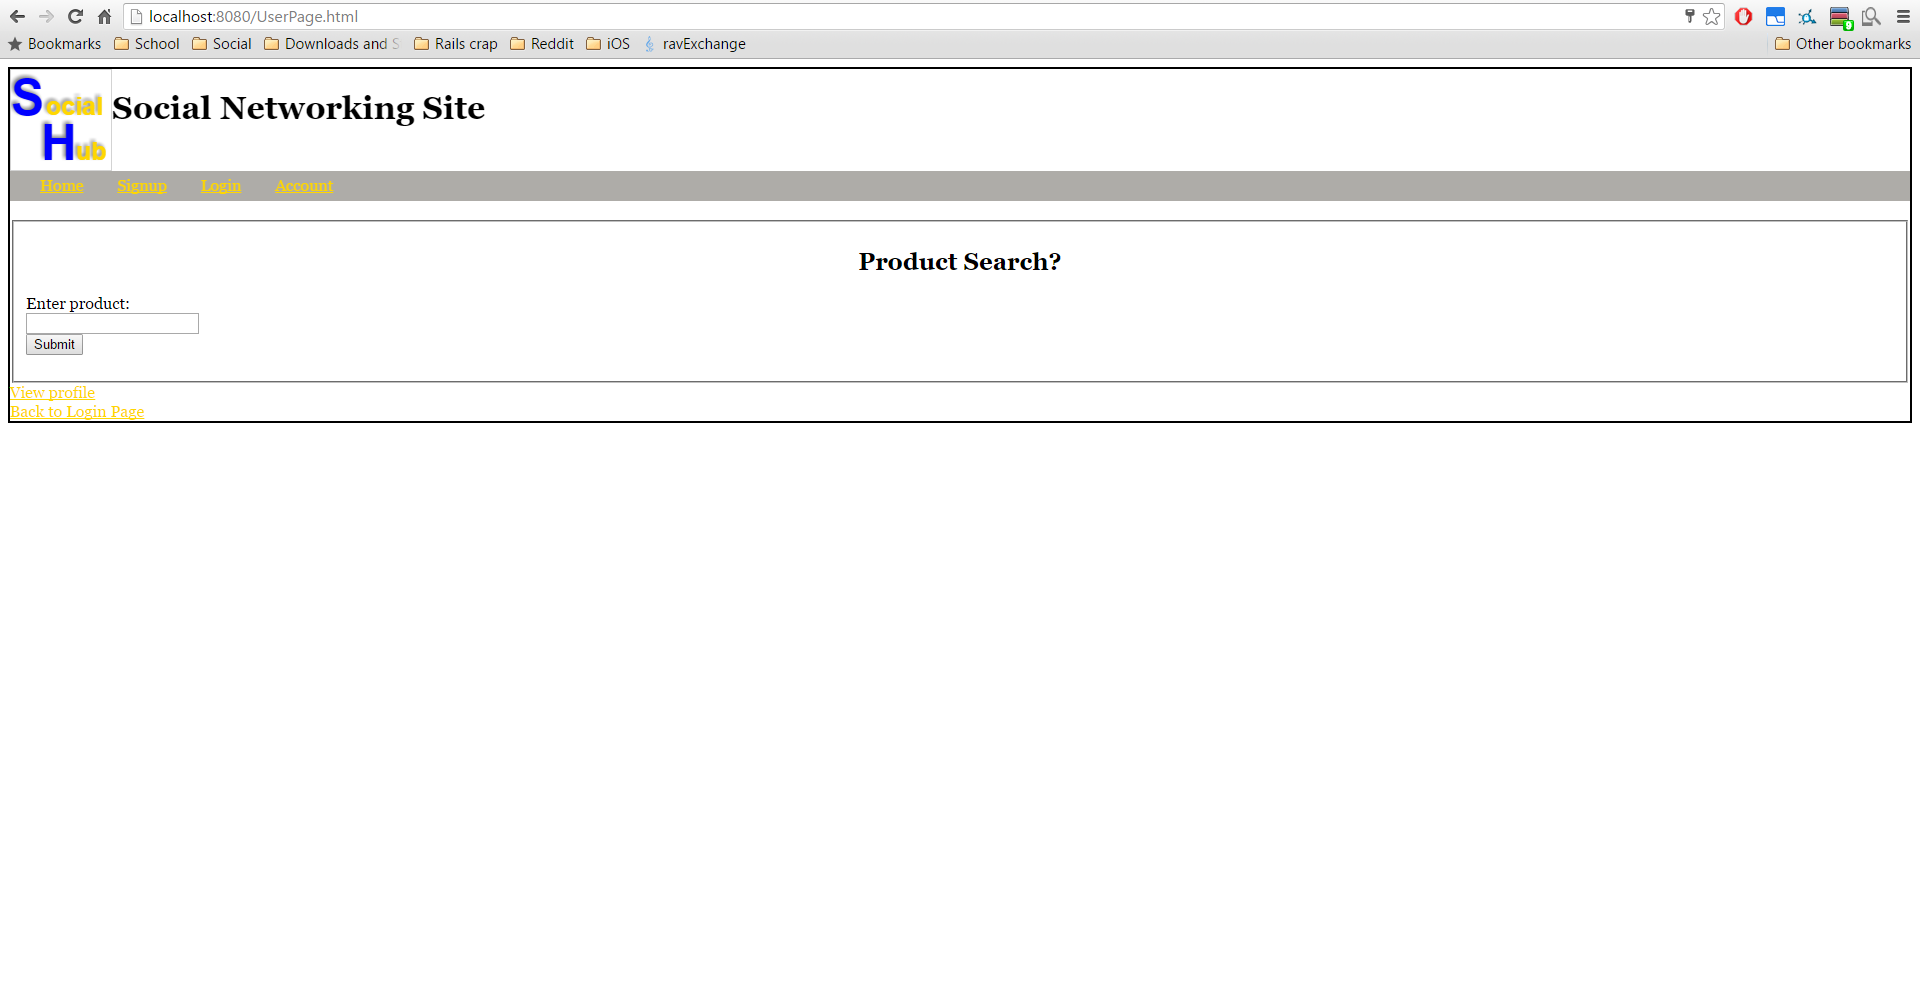 localhost:8080/UserPage.html
Bookmarks School Social Downloads and S Rails crap Reddit iOS ravExchange Other bookmarks
Social
Hub
Social Networking Site
Home Signup Login Account
Product Search?
Enter product:
Submit
View profile
Back to Login Page